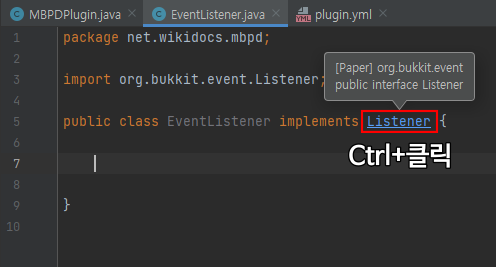 MBPDPlugin.java
EventListener.java
plugin.yml
1 package net.wikidocs.mbpd;
2
3 import org.bukkit.event.Listener;
[Paper] org.bukkit.event
public interface Listener
4
5 public class EventListener implements Listener {
Ctrl+클릭
6
7
8
9 }
10